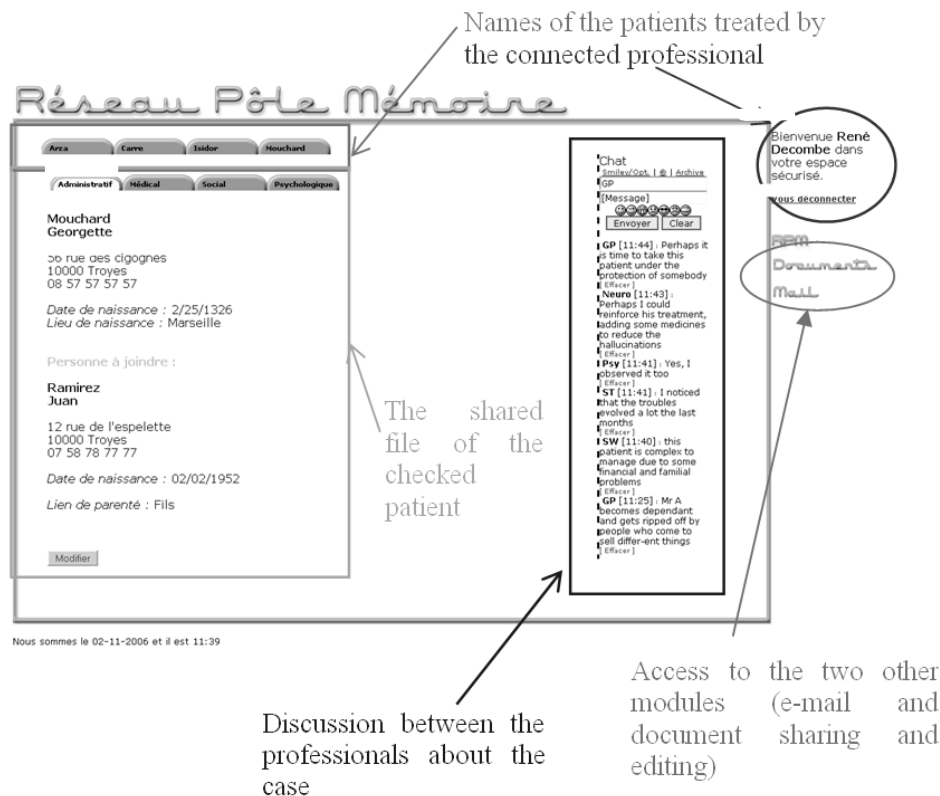 Names of the patients treated by
the connected professional
Réseau Pôle Mémoire
Arza Carre Isidor Mouchard
Administratif Médical Social Psychologique
Mouchard
Georgette
56 rue des cigognes
10000 Troyes
08 57 57 57 57
Date de naissance : 2/25/1326
Lieu de naissance : Marseille
Personne à joindre :
Ramirez
Juan
12 rue de l'espelette
10000 Troyes
07 58 78 77 77
Date de naissance : 02/02/1952
Lien de parenté : Fils
Modifier
The shared
file of the
checked
patient
Chat
Smiley/Opt. | @ | Archive
GP
[Message]
Envoyer Clear
GP [11:44] : Perhaps it
is time to take this
patient under the
protection of somebody
[ Effacer ]
Neuro [11:43] :
Perhaps I could
reinforce his treatment,
adding some medicines
to reduce the
hallucinations
[ Effacer ]
Psy [11:41] : Yes, I
observed it too
[ Effacer ]
ST [11:41] : I noticed
that the troubles
evolved a lot the last
months
[ Effacer ]
SW [11:40] : this
patient is complex to
manage due to some
financial and familial
problems
[ Effacer ]
GP [11:25] : Mr A
becomes dependant
and gets ripped off by
people who come to
sell differ-ent things
[ Effacer ]
Bienvenue René
Decombe dans
votre espace
sécurisé.
vous déconnecter
RPM
Documents
Mail
Nous sommes le 02-11-2006 et il est 11:39
Discussion between the
professionals about the
case
Access to the two other
modules (e-mail and
document sharing and
editing)